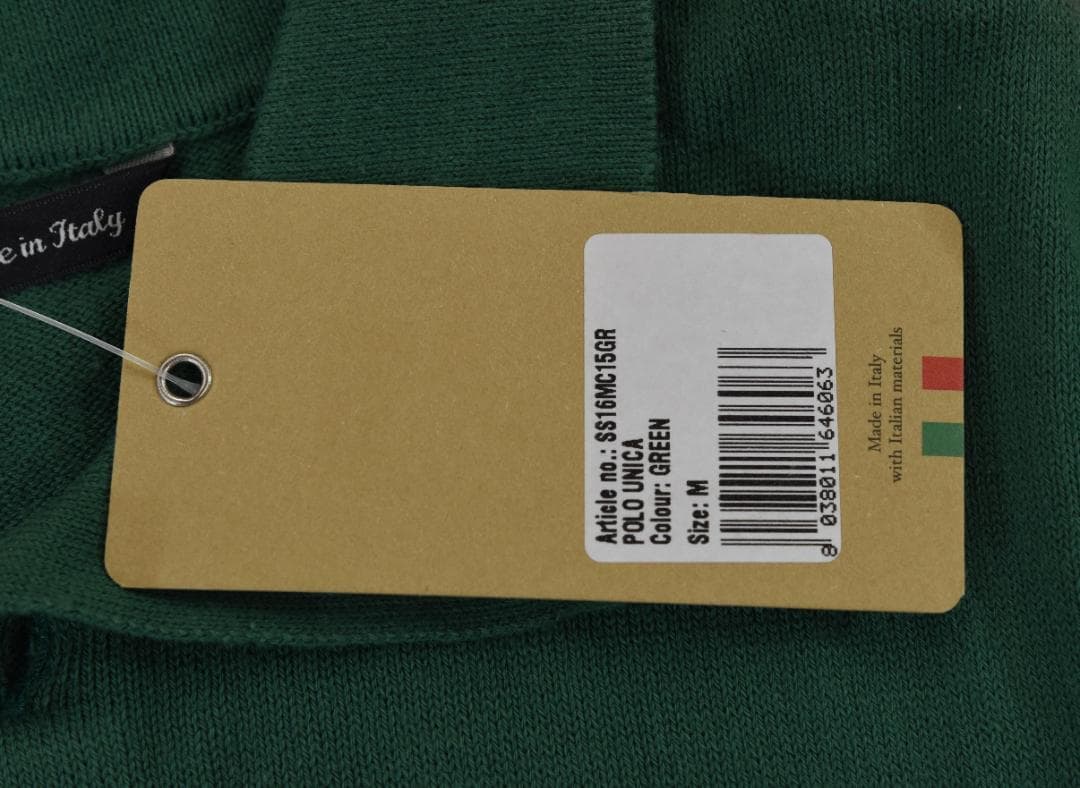 e in Italy
Article no.: SS16MC15GR
POLO UNICA
Colour: GREEN
Size: M
8 038011 646063
Made in Italy
with Italian materials